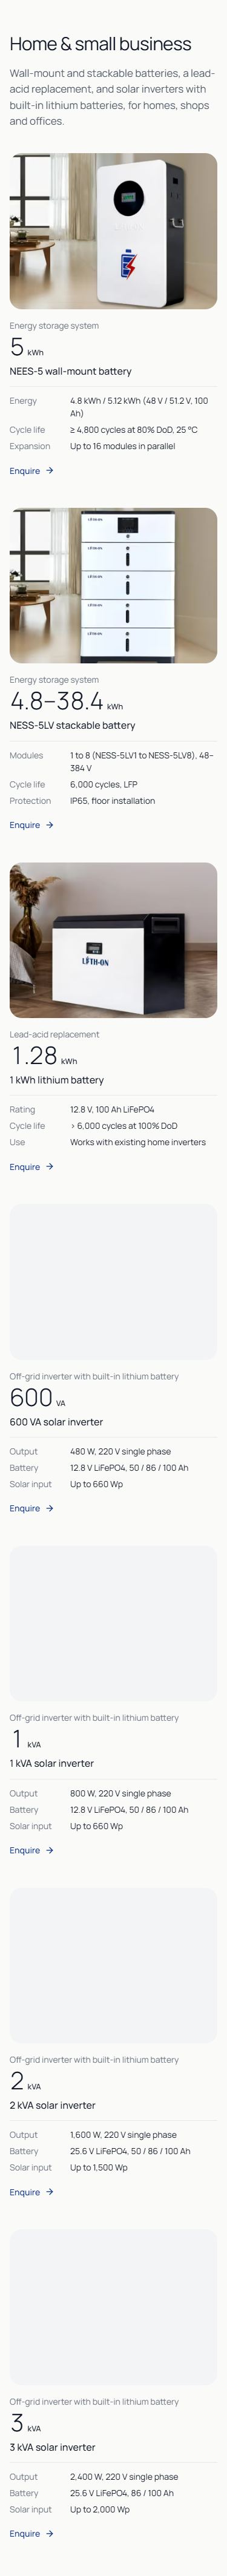 Home & small business
Wall-mount and stackable batteries, a lead-
acid replacement, and solar inverters with
built-in lithium batteries, for homes, shops
and offices.
Energy storage system
5 kWh
NEES-5 wall-mount battery
Energy 4.8 kWh / 5.12 kWh (48 V / 51.2 V, 100
Ah)
Cycle life ≥ 4,800 cycles at 80% DoD, 25 °C
Expansion Up to 16 modules in parallel
Enquire →
Energy storage system
4.8–38.4 kWh
NESS-5LV stackable battery
Modules 1 to 8 (NESS-5LV1 to NESS-5LV8), 48–
384 V
Cycle life 6,000 cycles, LFP
Protection IP65, floor installation
Enquire →
LITH-ON
Lead-acid replacement
1.28 kWh
1 kWh lithium battery
Rating 12.8 V, 100 Ah LiFePO4
Cycle life > 6,000 cycles at 100% DoD
Use Works with existing home inverters
Enquire →
Off-grid inverter with built-in lithium battery
600 VA
600 VA solar inverter
Output 480 W, 220 V single phase
Battery 12.8 V LiFePO4, 50 / 86 / 100 Ah
Solar input Up to 660 Wp
Enquire →
Off-grid inverter with built-in lithium battery
1 kVA
1 kVA solar inverter
Output 800 W, 220 V single phase
Battery 12.8 V LiFePO4, 50 / 86 / 100 Ah
Solar input Up to 660 Wp
Enquire →
Off-grid inverter with built-in lithium battery
2 kVA
2 kVA solar inverter
Output 1,600 W, 220 V single phase
Battery 25.6 V LiFePO4, 50 / 86 / 100 Ah
Solar input Up to 1,500 Wp
Enquire →
Off-grid inverter with built-in lithium battery
3 kVA
3 kVA solar inverter
Output 2,400 W, 220 V single phase
Battery 25.6 V LiFePO4, 86 / 100 Ah
Solar input Up to 2,000 Wp
Enquire →